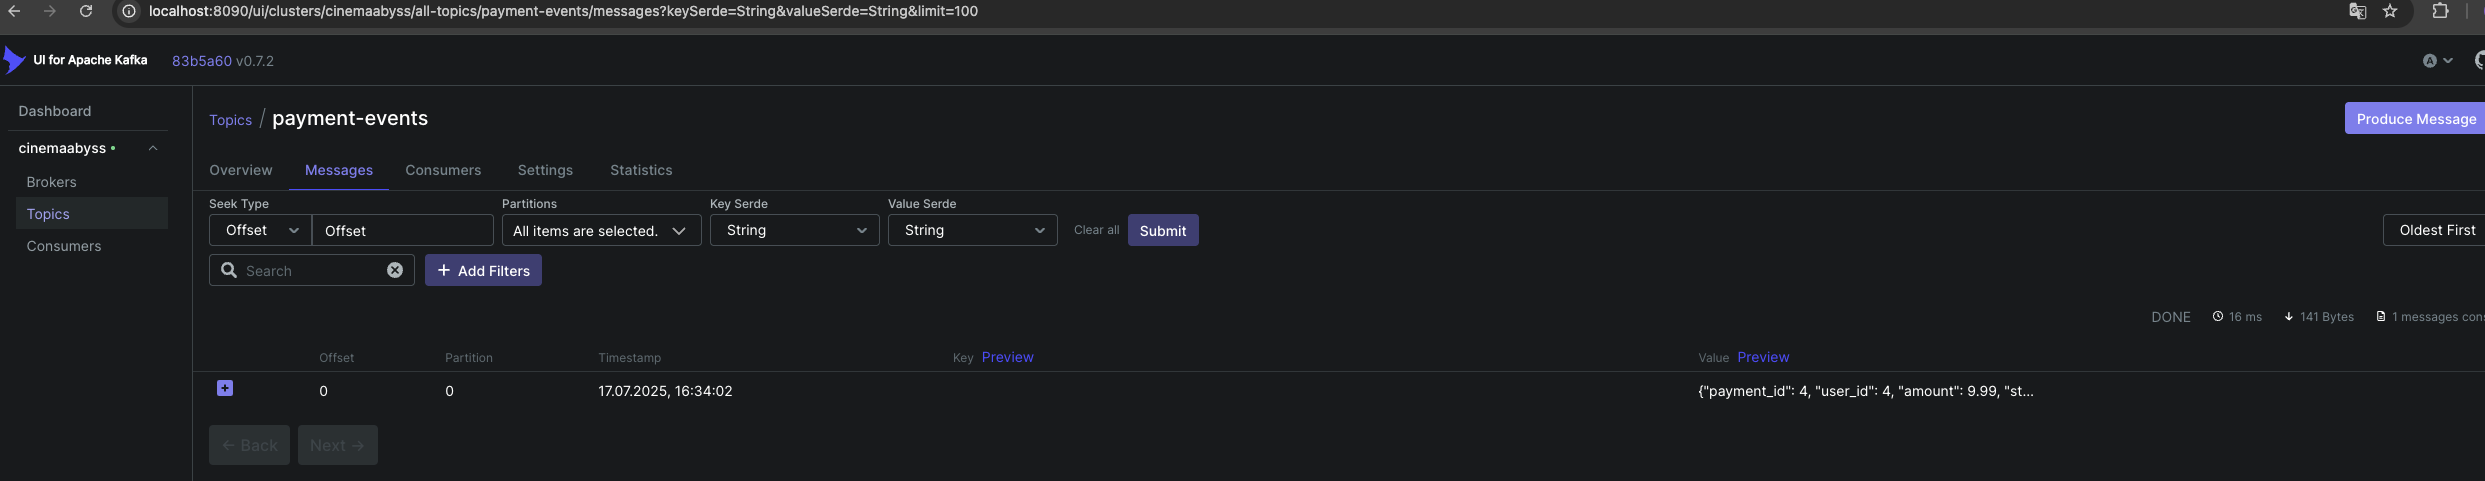 localhost:8090/ui/clusters/cinemaabyss/all-topics/payment-events/messages?keySerde=String&valueSerde=String&limit=100
UI for Apache Kafka 83b5a60 v0.7.2 A
Dashboard
cinemaabyss
Brokers
Topics
Consumers
Topics / payment-events
Produce Message
Overview Messages Consumers Settings Statistics
Seek Type Partitions Key Serde Value Serde
Offset Offset All items are selected. String String Clear all Submit Oldest First
Search + Add Filters
DONE 16 ms 141 Bytes 1 messages cons
Offset Partition Timestamp Key Preview Value Preview
0 0 17.07.2025, 16:34:02 {"payment_id": 4, "user_id": 4, "amount": 9.99, "st...
← Back Next →